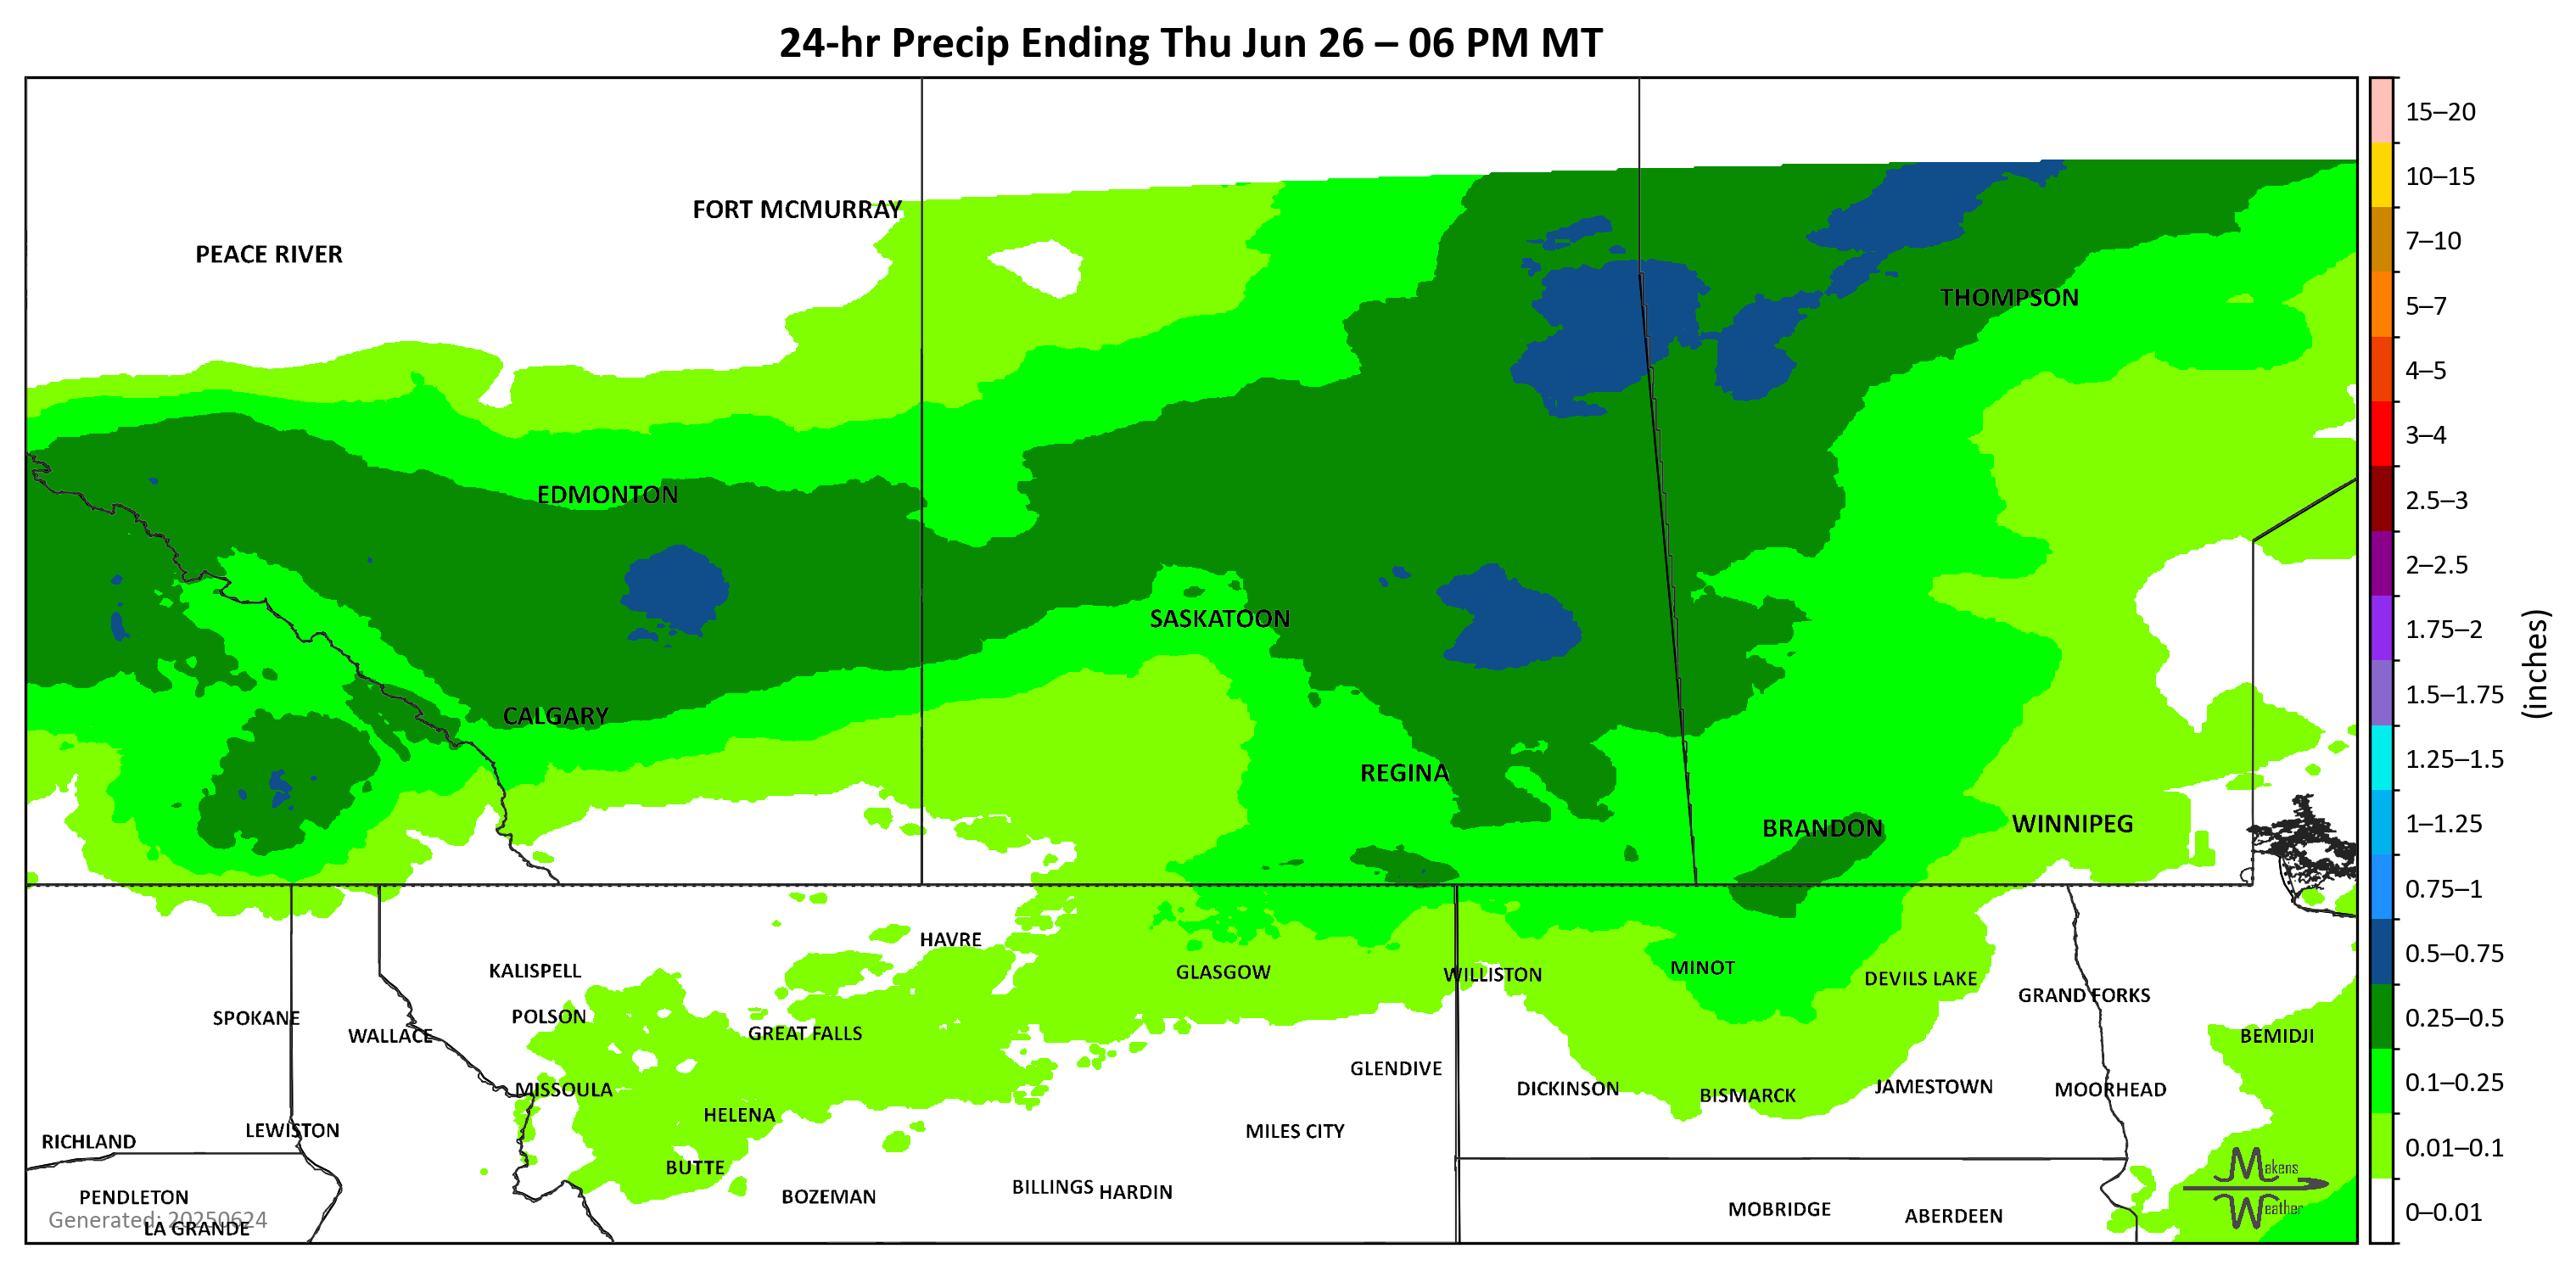 24-hr Precip Ending Thu Jun 26 – 06 PM MT
FORT MCMURRAY
PEACE RIVER
THOMPSON
EDMONTON
SASKATOON
CALGARY
REGINA
BRANDON
WINNIPEG
HAVRE
KALISPELL
GLASGOW
WILLISTON
MINOT
DEVILS LAKE
GRAND FORKS
SPOKANE
POLSON
WALLACE
GREAT FALLS
BEMIDJI
GLENDIVE
MISSOULA
DICKINSON
BISMARCK
JAMESTOWN
MOORHEAD
HELENA
LEWISTON
MILES CITY
RICHLAND
BUTTE
BILLINGS
HARDIN
PENDLETON
BOZEMAN
MOBRIDGE
ABERDEEN
Generated: 20250624
LA GRANDE
Makens
Weather
15–20
10–15
7–10
5–7
4–5
3–4
2.5–3
2–2.5
1.75–2
1.5–1.75
1.25–1.5
1–1.25
0.75–1
0.5–0.75
0.25–0.5
0.1–0.25
0.01–0.1
0–0.01
(inches)